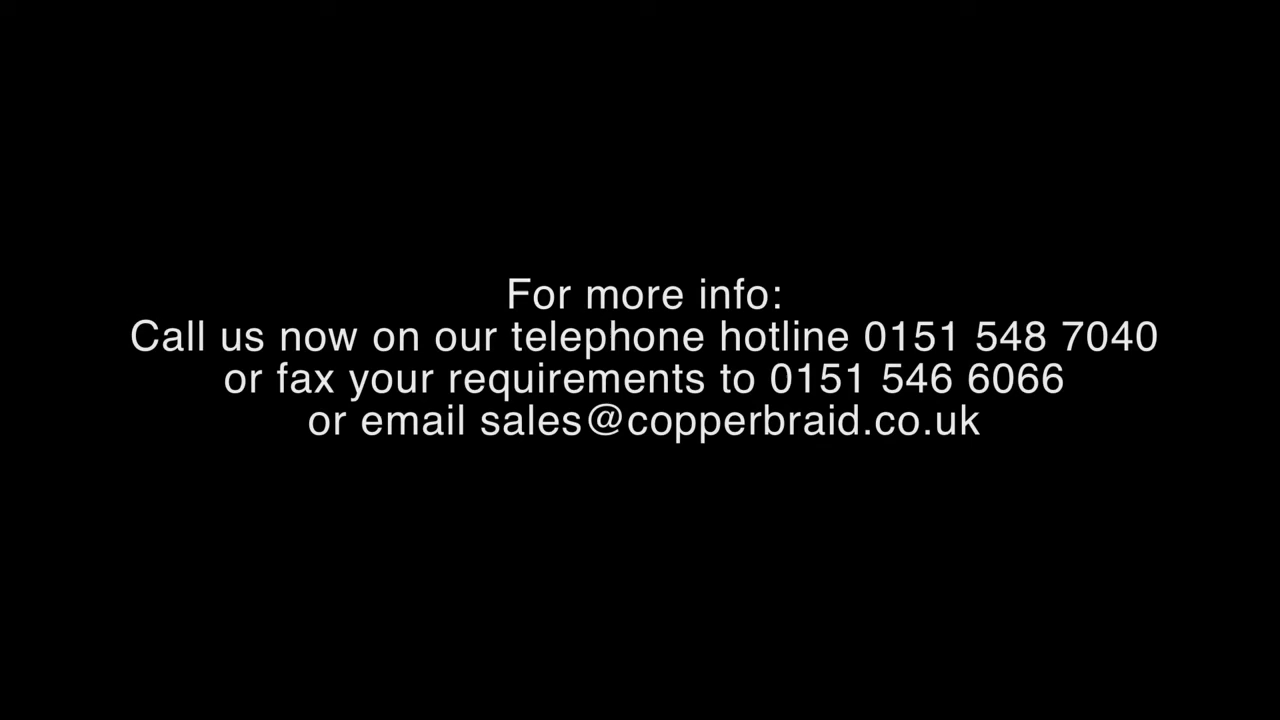 For more info:
Call us now on our telephone hotline 0151 548 7040
or fax your requirements to 0151 546 6066
or email sales@copperbraid.co.uk